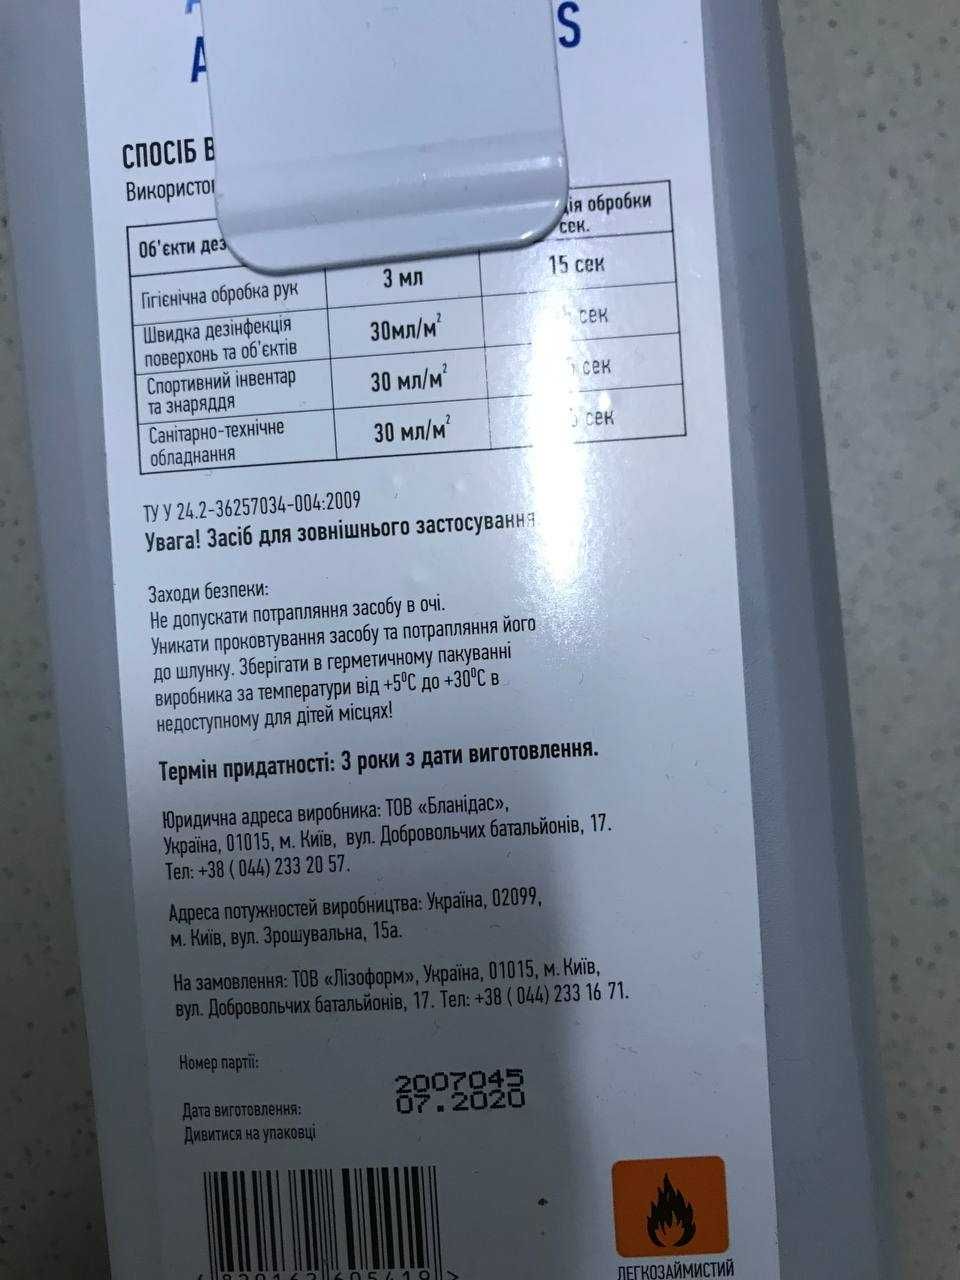 S
СПОСІБ
Об'єкти
обробки
сек.
Гігієнічна обробка рук 3 мл 15 сек
Швидка дезінфекція
поверхонь та об'єктів 30мл/м² сек
Спортивний інвентар
та знаряддя 30 мл/м² сек
Санітарно-технічне
обладнання 30 мл/м² сек
ТУ У 24.2-36257034-004:2009
Увага! Засіб для зовнішнього застосування
Заходи безпеки:
Не допускати потрапляння засобу в очі.
Уникати проковтування засобу та потрапляння його
до шлунку. Зберігати в герметичному пакуванні
виробника за температури від +5⁰С до +30⁰С в
недоступному для дітей місцях!
Термін придатності: 3 роки з дати виготовлення.
Юридична адреса виробника: ТОВ «Бланідас»,
Україна, 01015, м. Київ, вул. Добровольчих батальйонів, 17.
Тел: +38 ( 044) 233 20 57.
Адреса потужностей виробництва: Україна, 02099,
м. Київ, вул. Зрошувальна, 15а.
На замовлення: ТОВ «Лізоформ», Україна, 01015, м. Київ,
вул. Добровольчих батальйонів, 17. Тел: +38 ( 044) 233 16 71.
Номер партії:
2007045
07.2020
Дата виготовлення:
Дивитися на упаковці
ЛЕГКОЗАЙМИСТИЙ